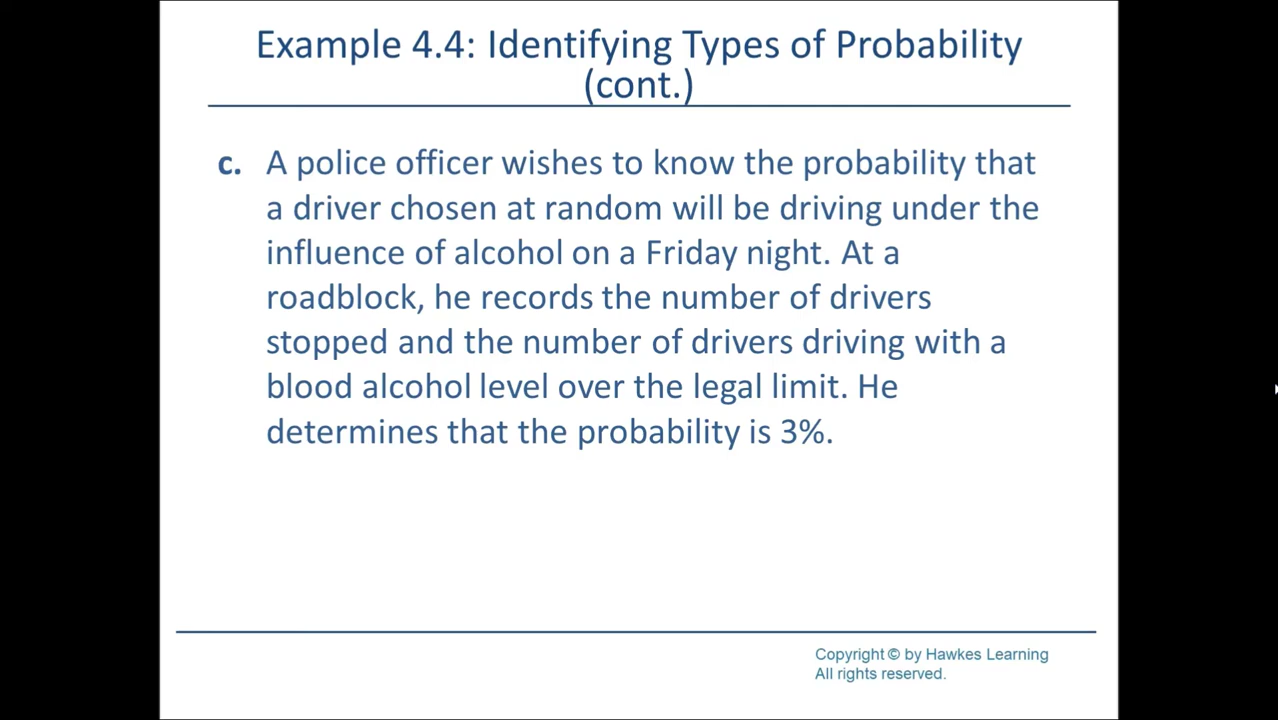 Example 4.4: Identifying Types of Probability
(cont.)
c. A police officer wishes to know the probability that
a driver chosen at random will be driving under the
influence of alcohol on a Friday night. At a
roadblock, he records the number of drivers
stopped and the number of drivers driving with a
blood alcohol level over the legal limit. He
determines that the probability is 3%.
Copyright © by Hawkes Learning
All rights reserved.